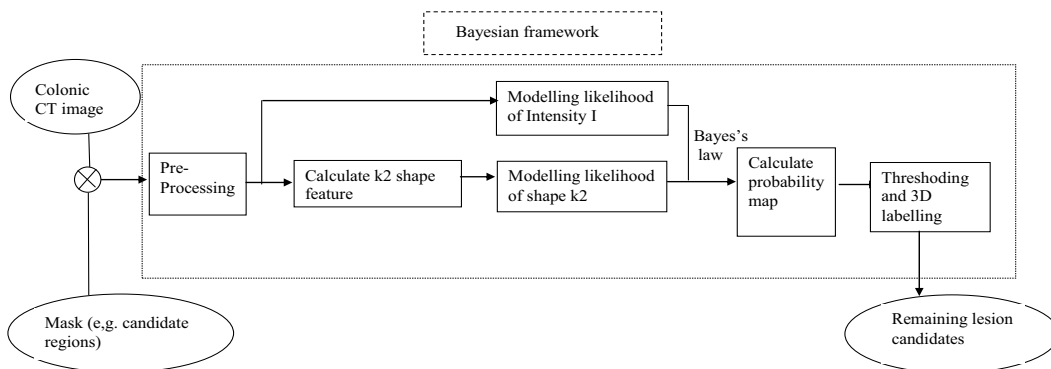 Bayesian framework
Colonic
CT image
Modelling likelihood
of Intensity I
Bayes's
law
Pre-
Processing
Calculate k2 shape
feature
Modelling likelihood
of shape k2
Calculate
probability
map
Thresholding
and 3D
labelling
Mask (e,g. candidate
regions)
Remaining lesion
candidates